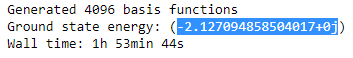 Generated 4096 basis functions
Ground state energy: (-2.127094858504017+0j)
Wall time: 1h 53min 44s